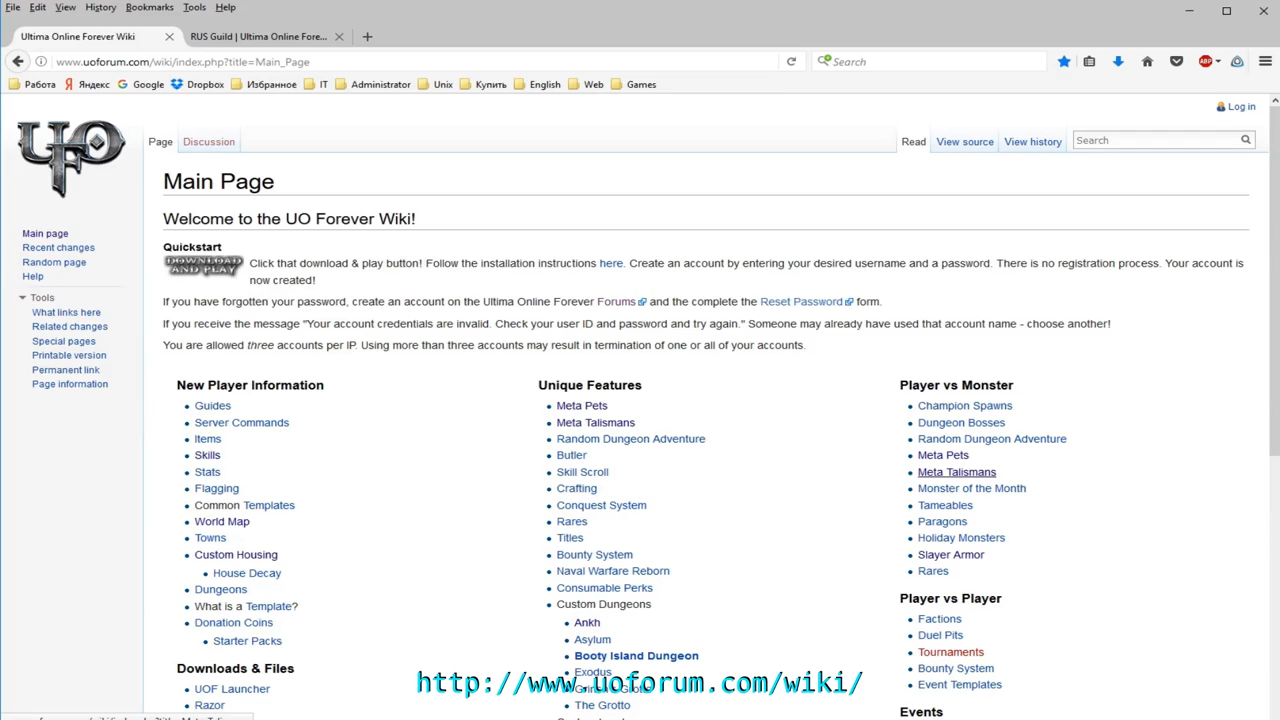 File Edit View History Bookmarks Tools Help
Ultima Online Forever Wiki
RUS Guild | Ultima Online Fore...
www.uoforum.com/wiki/index.php?title=Main_Page
Search
Работа
Яндекс
Google
Dropbox
Избранное
IT
Administrator
Unix
Купить
English
Web
Games
Log in
UOF
Page
Discussion
Read
View source
View history
Search
Main page
Recent changes
Random page
Help
Tools
What links here
Related changes
Special pages
Printable version
Permanent link
Page information
Main Page
Welcome to the UO Forever Wiki!
Quickstart
DOWNLOAD
AND PLAY
Click that download & play button! Follow the installation instructions here. Create an account by entering your desired username and a password. There is no registration process. Your account is
now created!
If you have forgotten your password, create an account on the Ultima Online Forever Forums and the complete the Reset Password form.
If you receive the message "Your account credentials are invalid. Check your user ID and password and try again." Someone may already have used that account name - choose another!
You are allowed three accounts per IP. Using more than three accounts may result in termination of one or all of your accounts.
New Player Information
Guides
Server Commands
Items
Skills
Stats
Flagging
Common Templates
World Map
Towns
Custom Housing
House Decay
Dungeons
What is a Template?
Donation Coins
Starter Packs
Downloads & Files
UOF Launcher
Razor
Unique Features
Meta Pets
Meta Talismans
Random Dungeon Adventure
Butler
Skill Scroll
Crafting
Conquest System
Rares
Titles
Bounty System
Naval Warfare Reborn
Consumable Perks
Custom Dungeons
Ankh
Asylum
Booty Island Dungeon
Exodus
The Grotto
Player vs Monster
Champion Spawns
Dungeon Bosses
Random Dungeon Adventure
Meta Pets
Meta Talismans
Monster of the Month
Tameables
Paragons
Holiday Monsters
Slayer Armor
Rares
Player vs Player
Factions
Duel Pits
Tournaments
Bounty System
Event Templates
Events
http://www.uoforum.com/wiki/